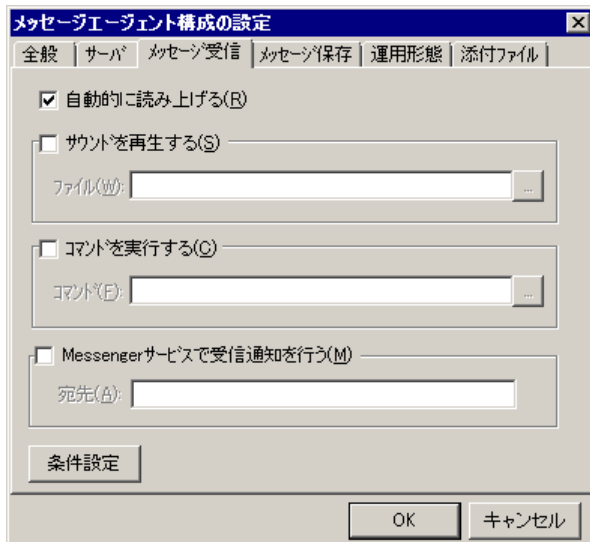 メッセージエージェント構成の設定
全般 サーバ メッセージ受信 メッセージ保存 運用形態 添付ファイル
自動的に読み上げる(R)
サウンドを再生する(S)
ファイル(W):
...
コマンドを実行する(C)
コマンド(F):
...
Messengerサービスで受信通知を行う(M)
宛先(A):
条件設定
OK キャンセル